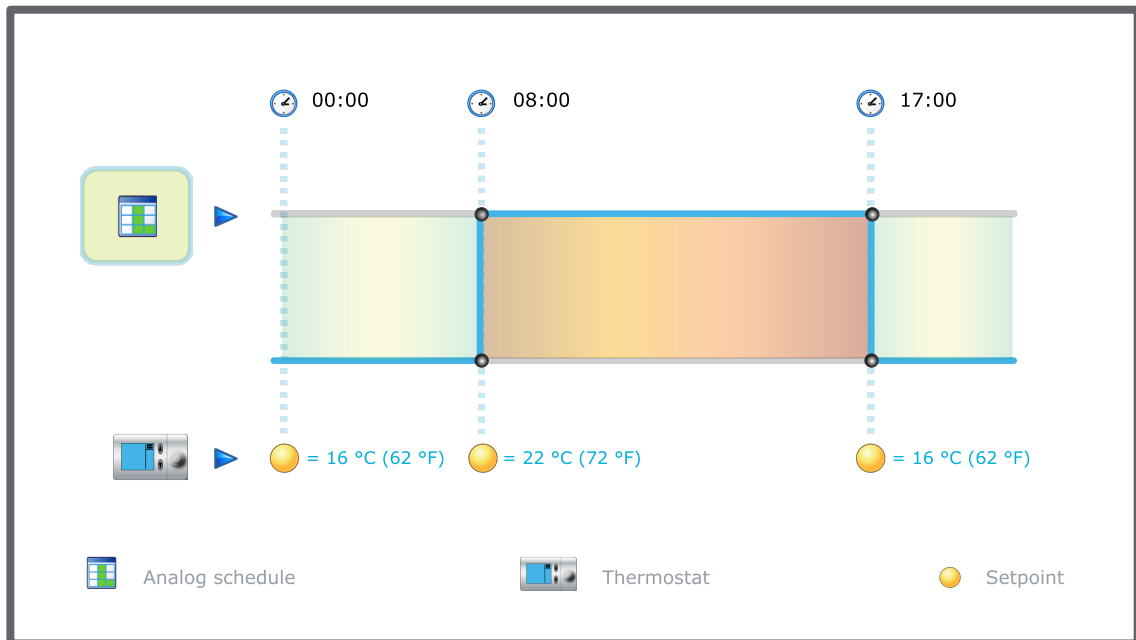 00:00
08:00
17:00
= 16 °C (62 °F)
= 22 °C (72 °F)
= 16 °C (62 °F)
Analog schedule
Thermostat
Setpoint